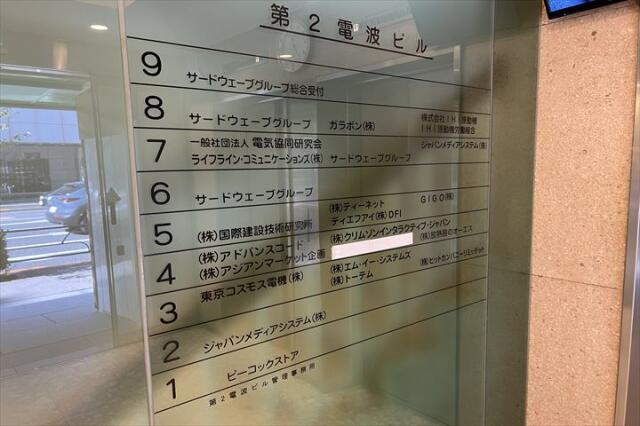 第2電波ビル
9 サードウェーブグループ総合受付
8 サードウェーブグループ ガラポン(株) 株式会社IHI原動機
IHI原動機労働組合
7 一般社団法人 電気協同研究会 ジャパンメディアシステム(株)
ライフライン・コミュニケーションズ(株) サードウェーブグループ
6 サードウェーブグループ
5 (株)国際建設技術研究所 (株)ティーネット GIGO(株)
ティエフアイ(株)DFI
4 (株)アドバンスコード (株)クリムゾンインタラクティブ・ジャパン (株)放熱器のオーエス
(株)アジアンマーケット企画
3 東京コスモス電機(株) (株)エム・イー・システムズ (株)ヒットカンパニーリミテッド
(株)トーテム
2 ジャパンメディアシステム(株)
1 ピーコックストア
第2電波ビル管理事務所